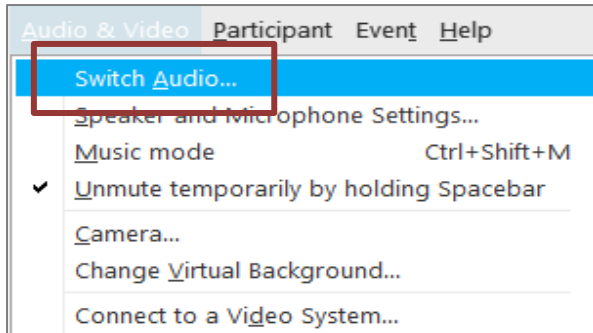 Audio & Video Participant Event Help
Switch Audio...
Speaker and Microphone Settings...
Music mode Ctrl+Shift+M
Unmute temporarily by holding Spacebar
Camera...
Change Virtual Background...
Connect to a Video System...